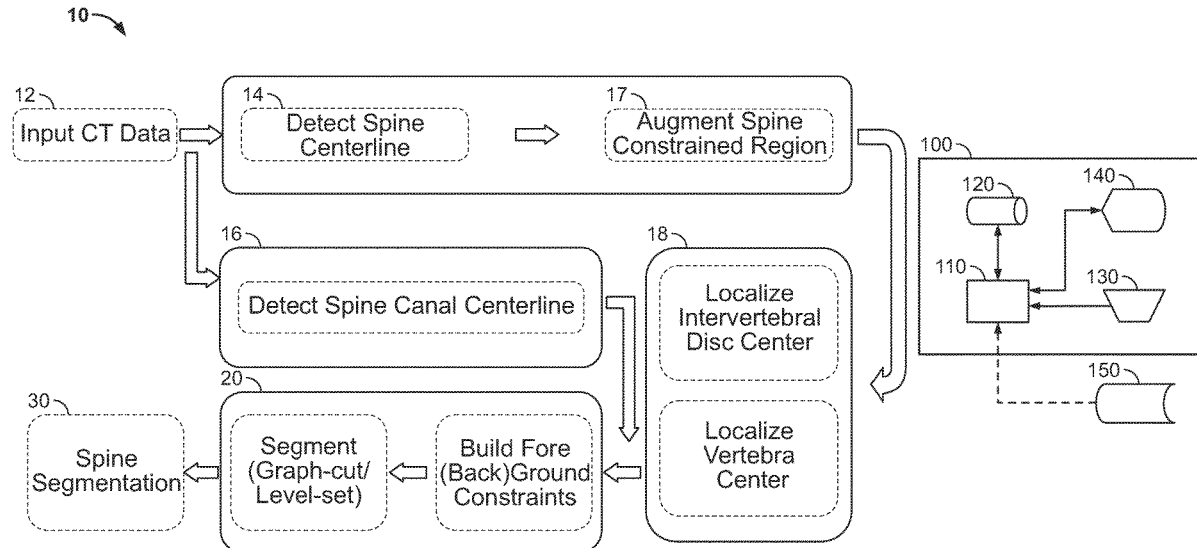 10
12
Input CT Data
14
Detect Spine
Centerline
17
Augment Spine
Constrained Region
100
120
140
110
130
150
16
Detect Spine Canal Centerline
18
Localize
Intervertebral
Disc Center
Localize
Vertebra
Center
20
Build Fore
(Back)Ground
Constraints
Segment
(Graph-cut/
Level-set)
30
Spine
Segmentation